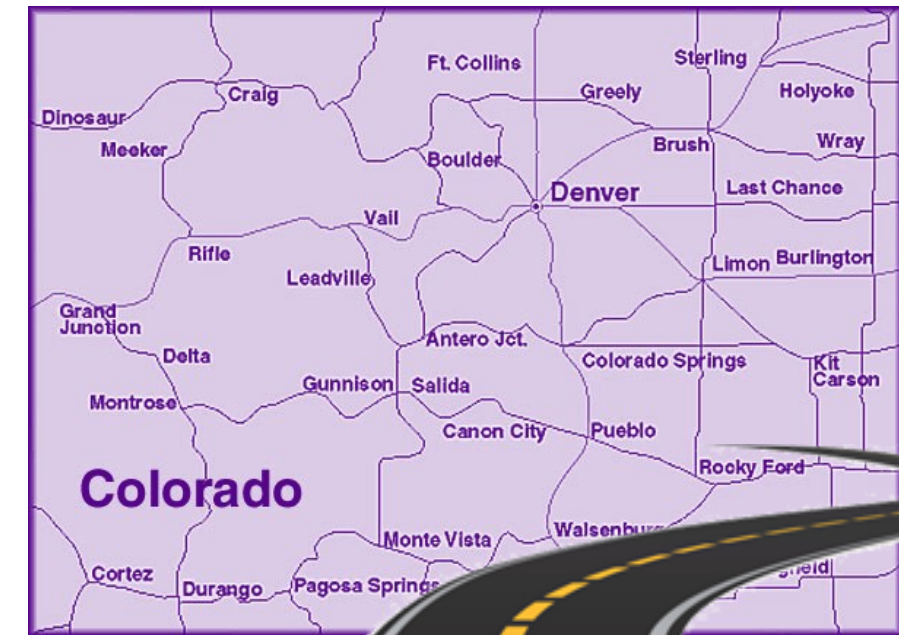 Ft. Collins
Sterling
Craig
Greely
Holyoke
Dinosaur
Meeker
Boulder
Brush
Wray
Denver
Last Chance
Vail
Rifle
Leadville
Limon
Burlington
Grand
Junction
Antero Jct.
Delta
Colorado Springs
Kit
Carson
Gunnison
Salida
Montrose
Canon City
Pueblo
Rocky Ford
Colorado
Monte Vista
Walsenburg
Cortez
Durango
Pagosa Springs